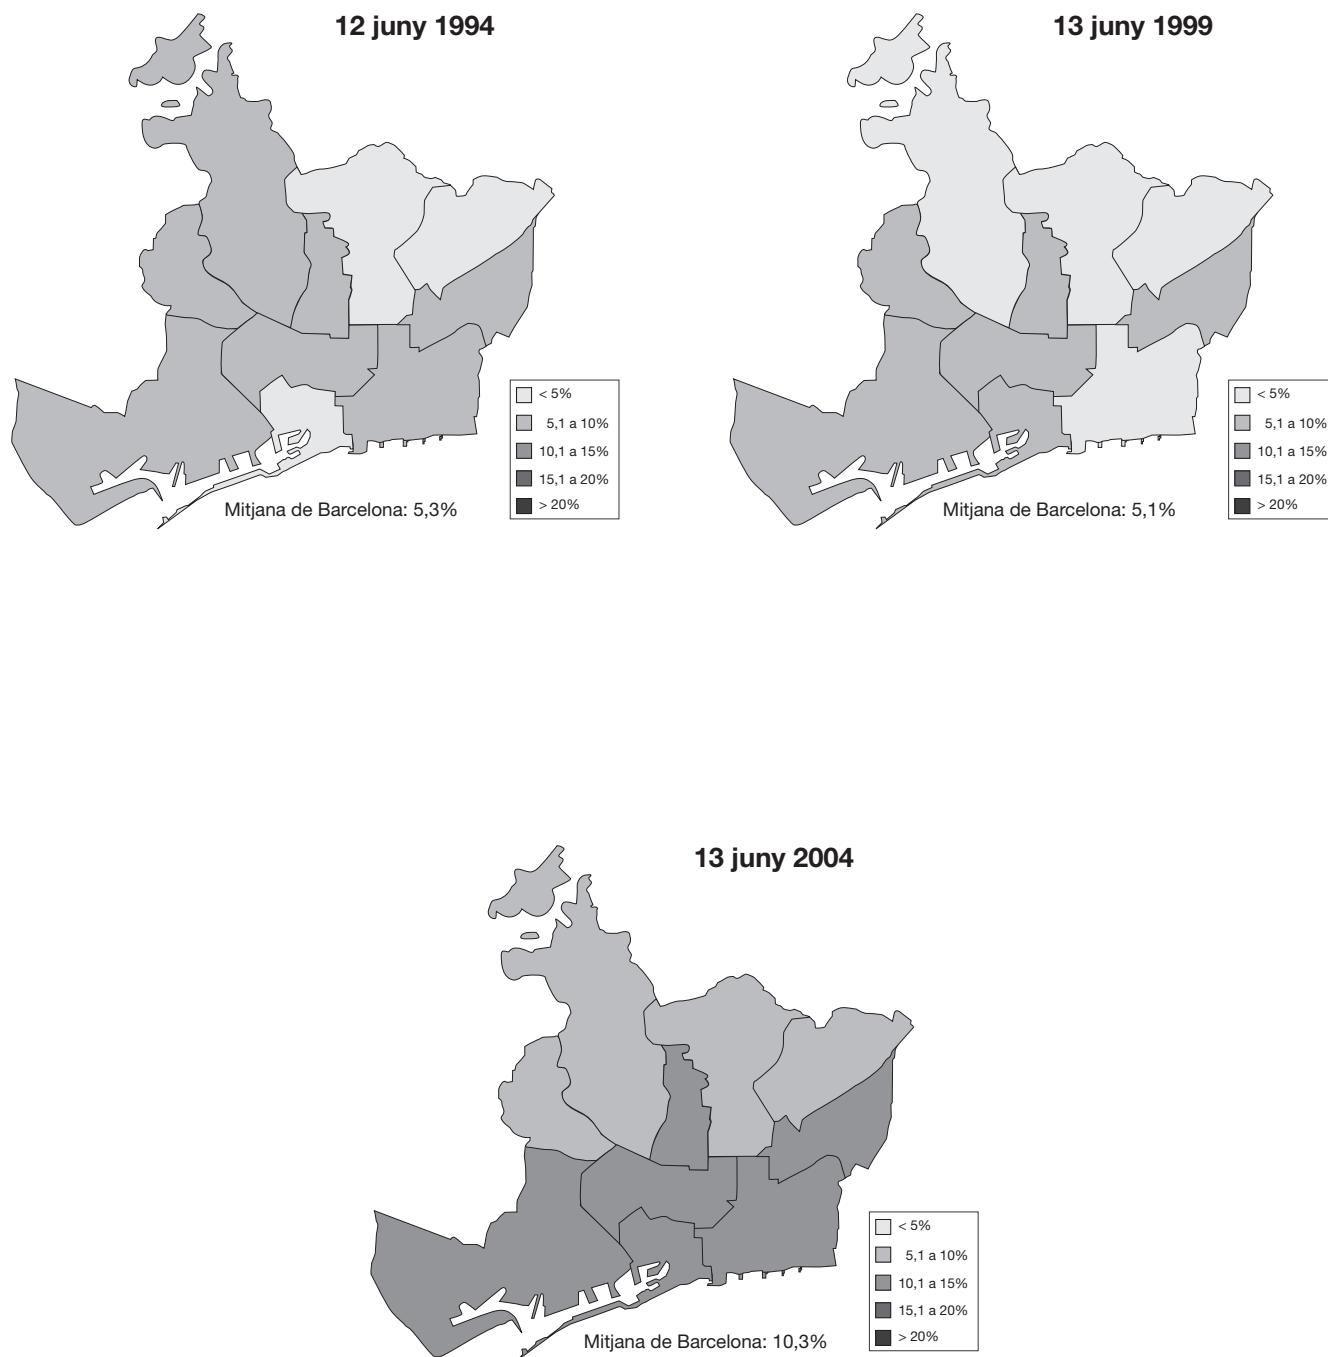 12 juny 1994
< 5%
5,1 a 10%
10,1 a 15%
15,1 a 20%
> 20%
Mitjana de Barcelona: 5,3%
13 juny 1999
< 5%
5,1 a 10%
10,1 a 15%
15,1 a 20%
> 20%
Mitjana de Barcelona: 5,1%
13 juny 2004
< 5%
5,1 a 10%
10,1 a 15%
15,1 a 20%
> 20%
Mitjana de Barcelona: 10,3%